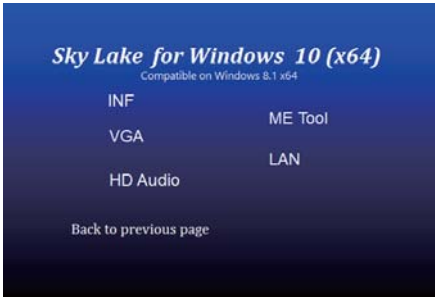 Sky Lake for Windows 10 (x64)
Compatible on Windows 8.1 x64
INF
VGA
HD Audio
ME Tool
LAN
Back to previous page